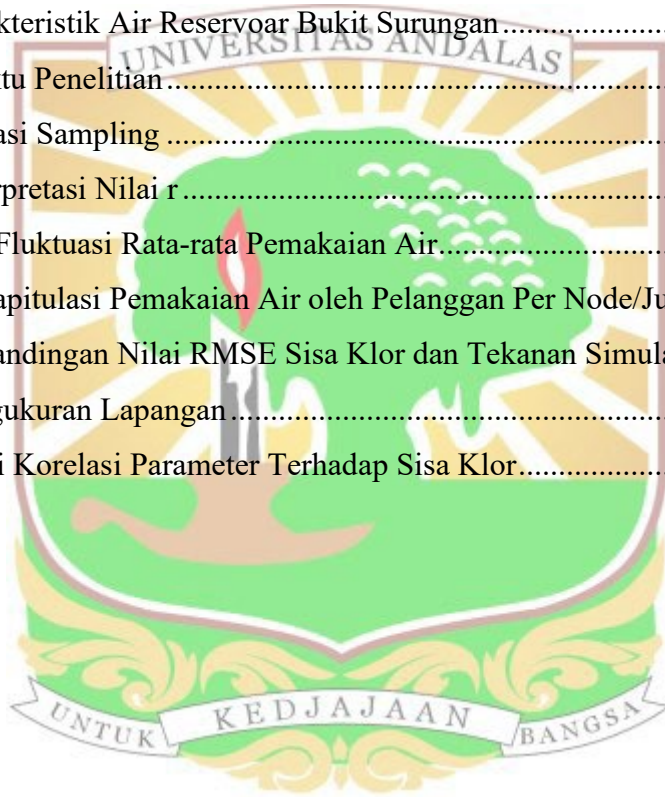 kteristik Air Reservoar Bukit Surungan........................
UNIVERSITAS ANDALAS
tu Penelitian........................
asi Sampling........................
rpretasi Nilai r........................
Fluktuasi Rata-rata Pemakaian Air........................
apitulasi Pemakaian Air oleh Pelanggan Per Node/Ju
andingan Nilai RMSE Sisa Klor dan Tekanan Simula
gukuran Lapangan........................
i Korelasi Parameter Terhadap Sisa Klor........................
UNTUK KEDJAJAAN BANGSA